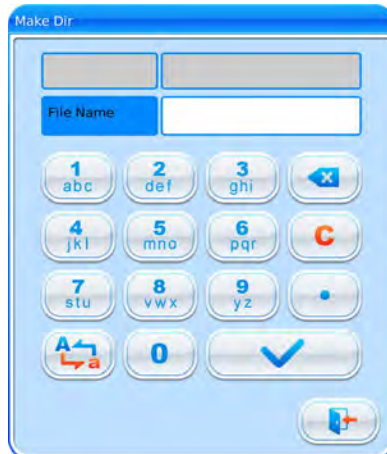 Make Dir
File Name
1 2 3
abc def ghi
4 5 6 C
jkl mno pqr
7 8 9 .
stu vwx yz
A a 0